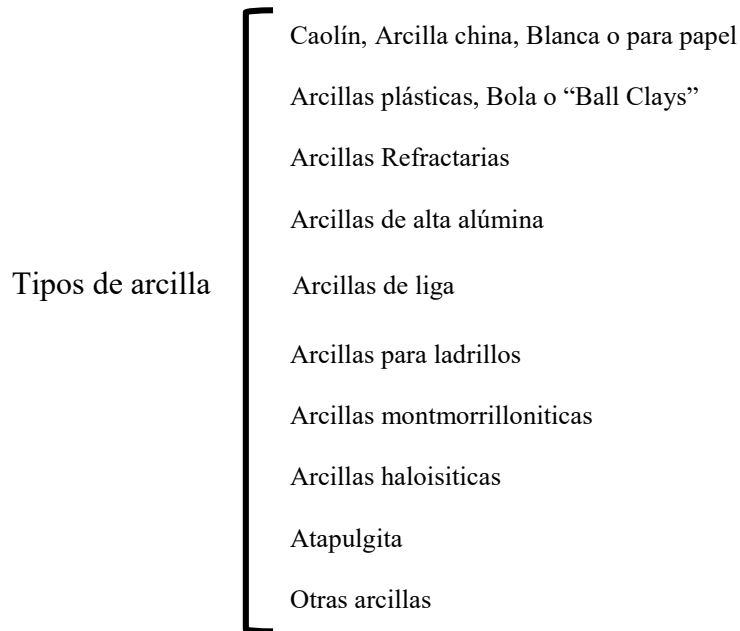 Tipos de arcilla
Caolín, Arcilla china, Blanca o para papel
Arcillas plásticas, Bola o “Ball Clays”
Arcillas Refractarias
Arcillas de alta alúmina
Arcillas de liga
Arcillas para ladrillos
Arcillas montmorrilloniticas
Arcillas haloisiticas
Atapulgita
Otras arcillas